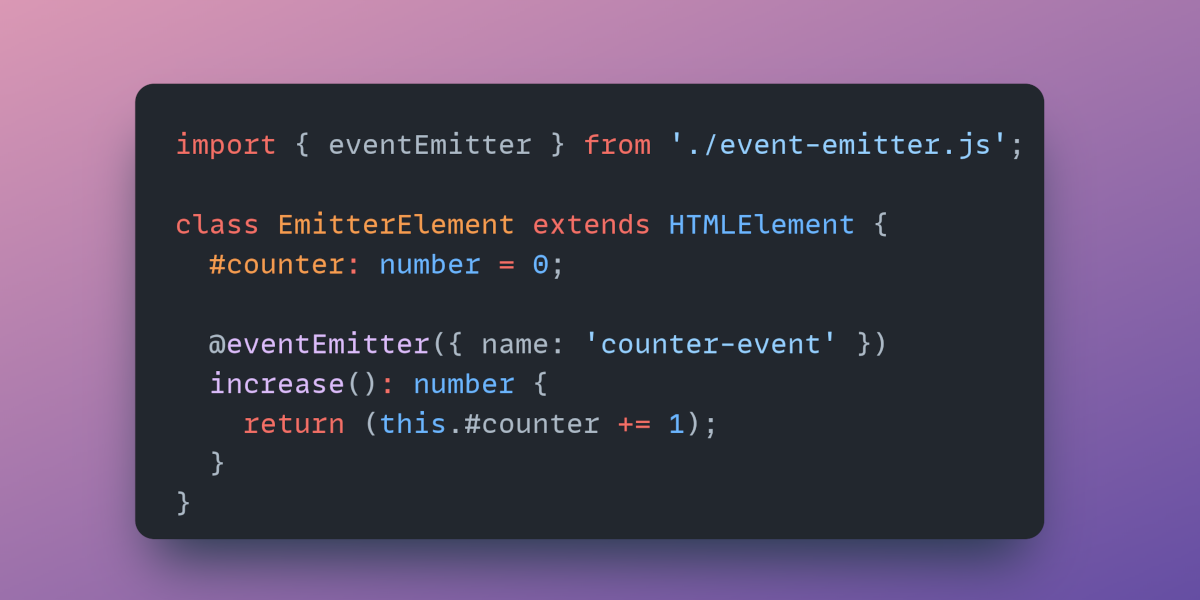 import { eventEmitter } from './event-emitter.js';
class EmitterElement extends HTMLElement {
#counter: number = 0;
@eventEmitter({ name: 'counter-event' })
increase(): number {
return (this.#counter += 1);
}
}